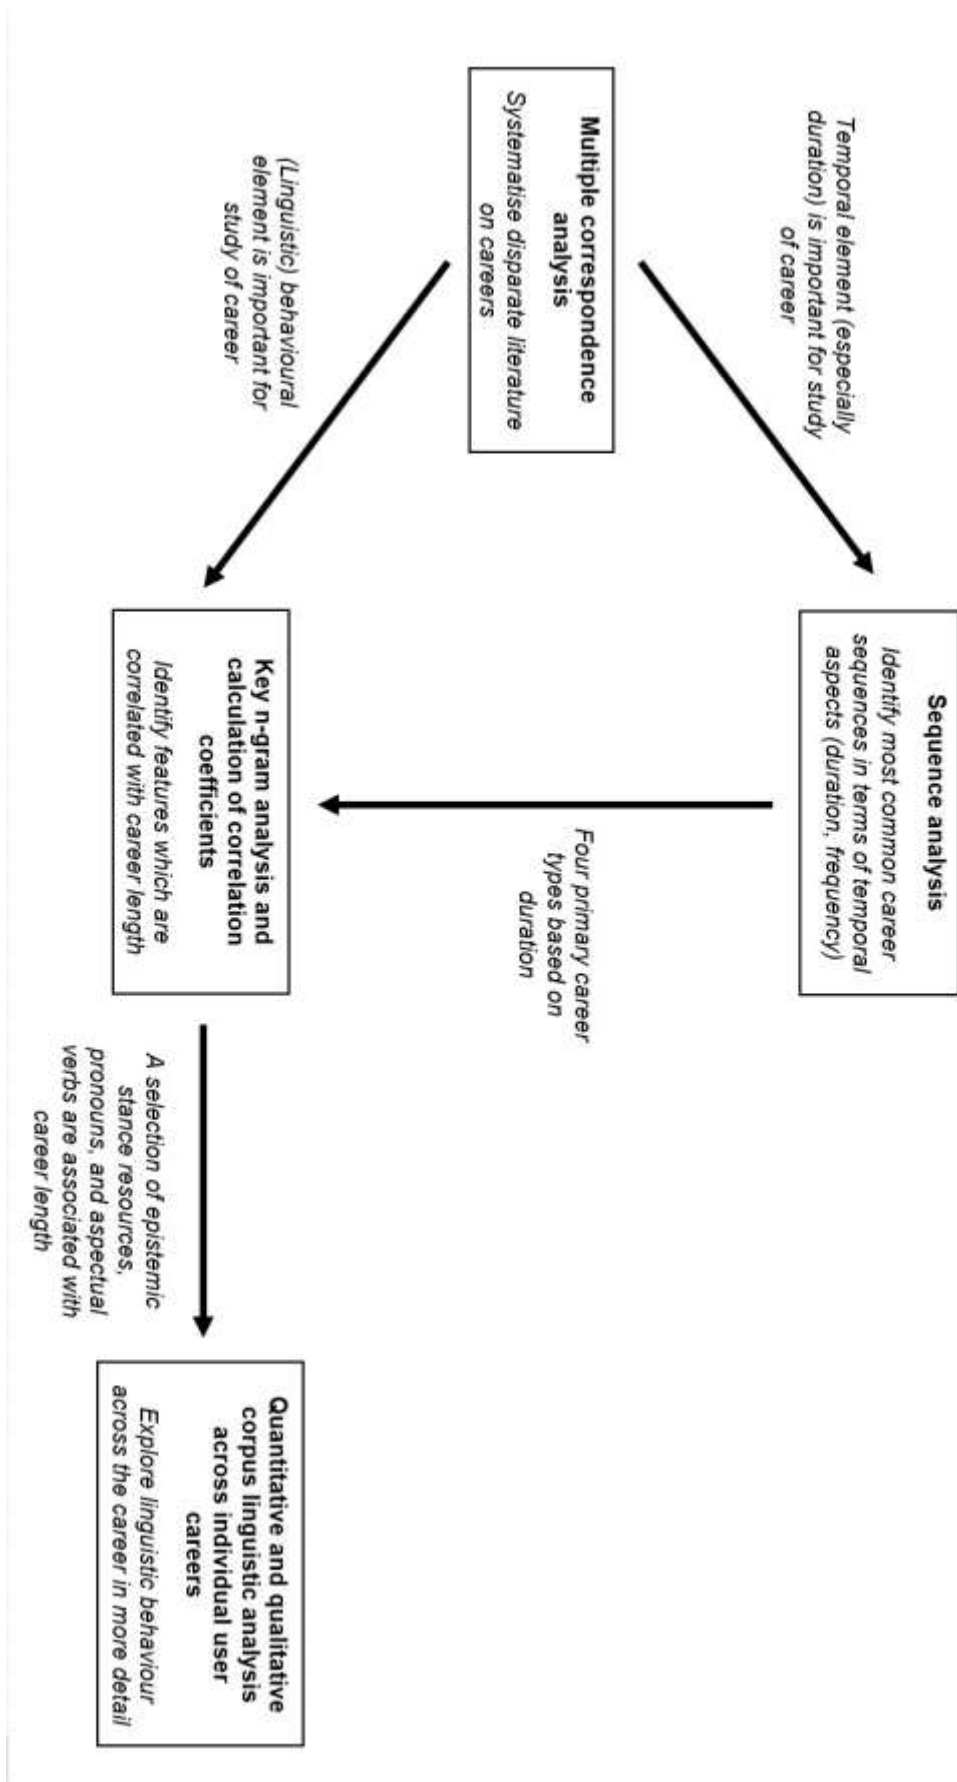 Temporal element (especially
duration) is important for study
of career
Multiple correspondence
analysis
Systematise disparate literature
on careers
(Linguistic) behavioural
element is important for
study of career
Sequence analysis
Identify most common career
sequences in terms of temporal
aspects (duration, frequency)
Four primary career
types based on
duration
Key n-gram analysis and
calculation of correlation
coefficients
Identify features which are
correlated with career length
A selection of epistemic
stance resources,
pronouns, and aspectual
verbs are associated with
career length
Quantitative and qualitative
corpus linguistic analysis
across individual user
careers
Explore linguistic behaviour
across the career in more detail